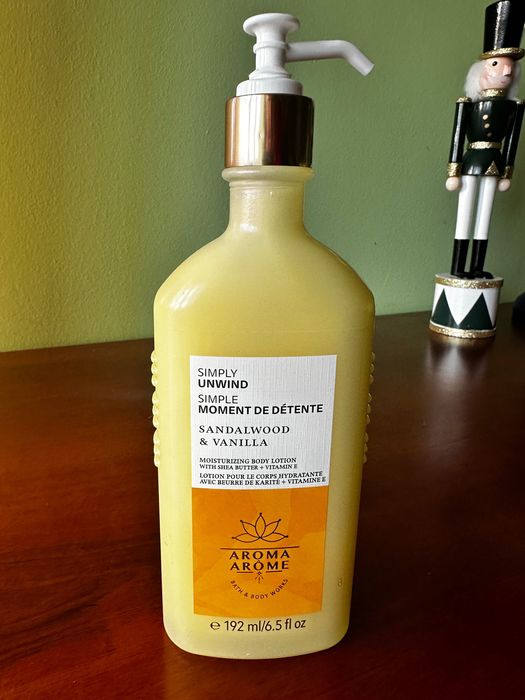 SIMPLY
UNWIND
SIMPLE
MOMENT DE DÉTENTE
SANDALWOOD
& VANILLA
MOISTURIZING BODY LOTION
WITH SHEA BUTTER + VITAMIN E
LOTION POUR LE CORPS HYDRATANTE
AVEC BEURRE DE KARITÉ + VITAMINE E
AROMA
ARÔME
BATH & BODY WORKS
℮ 192 ml/6.5 fl oz